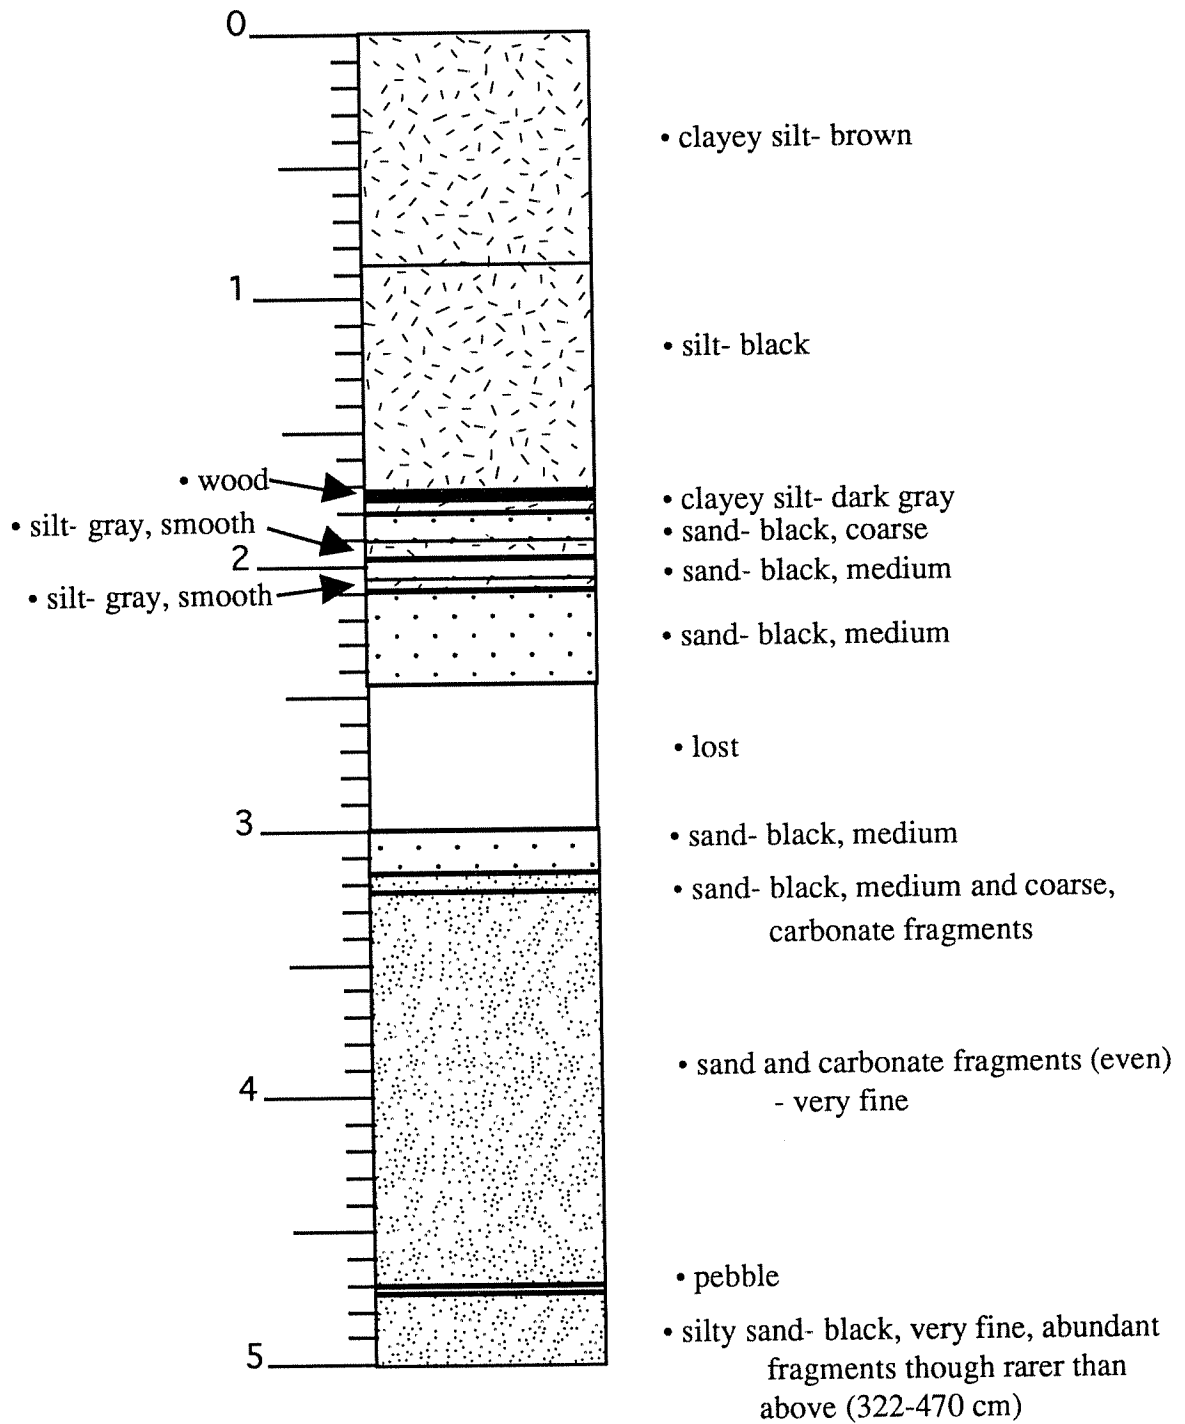 0
• clayey silt- brown
1
• silt- black
• wood
• clayey silt- dark gray
• silt- gray, smooth
• sand- black, coarse
2
• sand- black, medium
• silt- gray, smooth
• sand- black, medium
• lost
3
• sand- black, medium
• sand- black, medium and coarse,
carbonate fragments
• sand and carbonate fragments (even)
- very fine
4
• pebble
• silty sand- black, very fine, abundant
fragments though rarer than
above (322-470 cm)
5